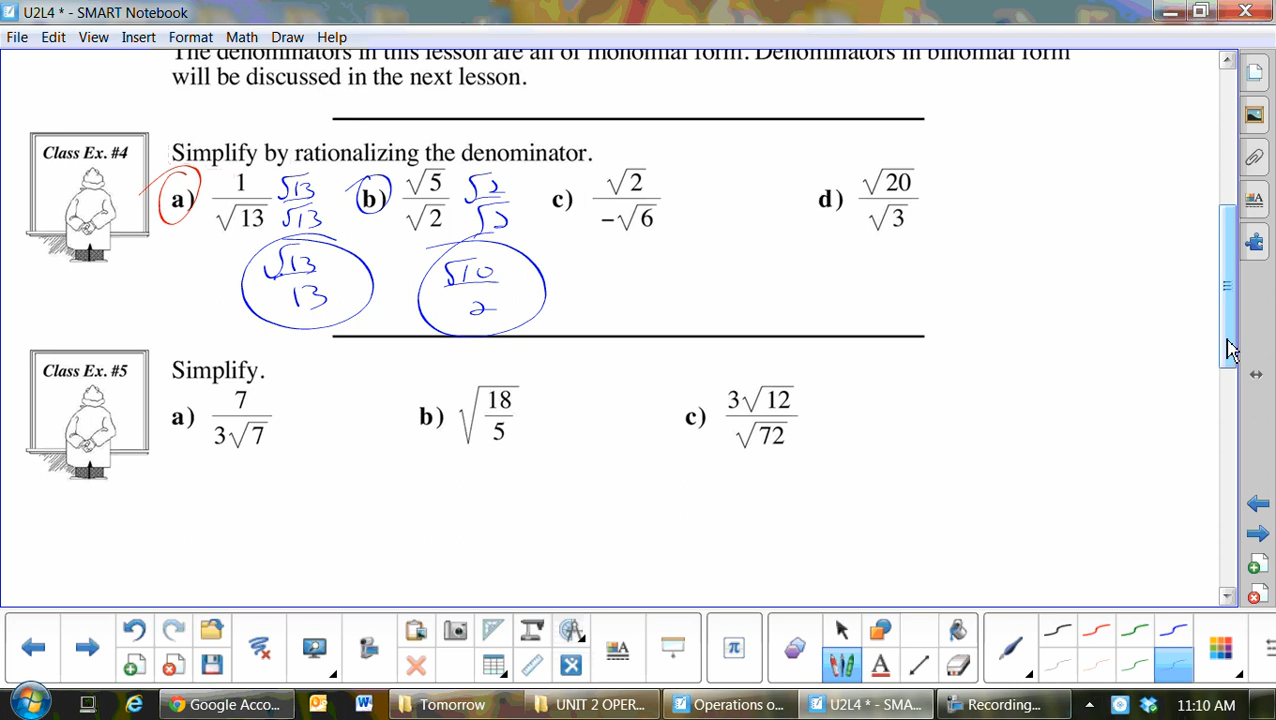 U2L4 * - SMART Notebook
File Edit View Insert Format Math Draw Help
The denominators in this lesson are all of monomial form. Denominators in binomial form
will be discussed in the next lesson.
Class Ex. #4
Simplify by rationalizing the denominator.
a) 1/√13 √13/√13 b) √5/√2 √2/√2 c) √2/−√6 d) √20/√3
√13/13 √10/2
Class Ex. #5
Simplify.
a) 7/3√7 b) √(18/5) c) 3√12/√72
π
A
Google Acco...
Tomorrow
UNIT 2 OPER...
Operations o...
U2L4 * - SMA...
Recording...
11:10 AM